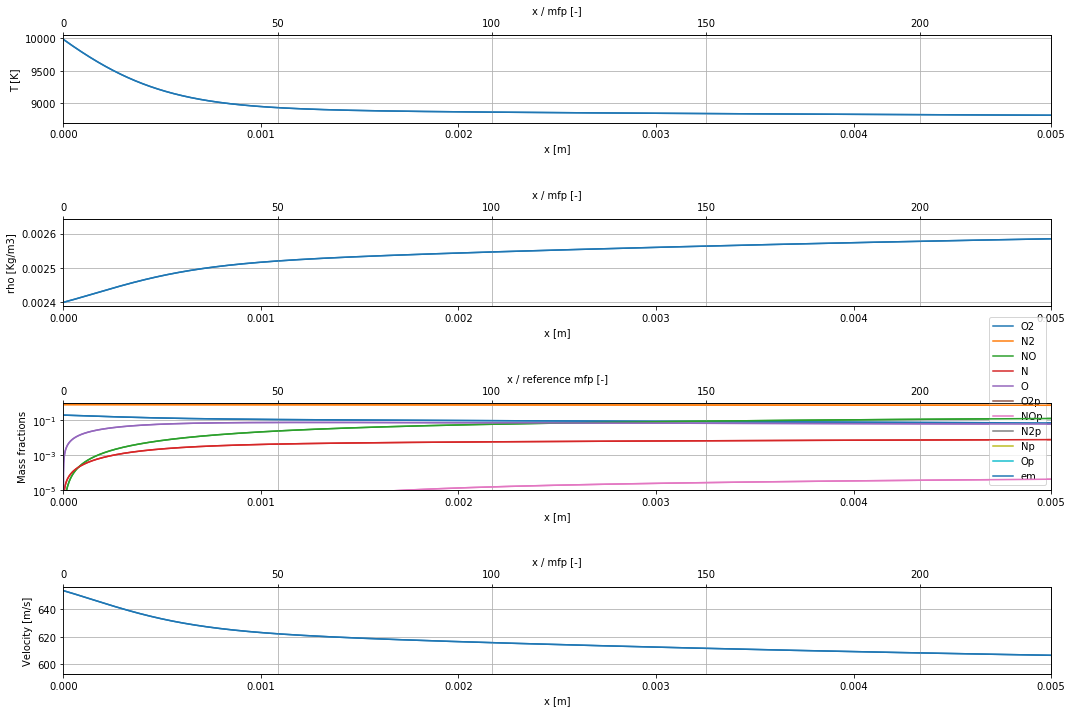 x / mfp [-]
0 50 100 150 200
10000
9500
9000
T [K]
0.000 0.001 0.002 0.003 0.004 0.005
x [m]
x / mfp [-]
0 50 100 150 200
0.0026
0.0025
0.0024
rho [Kg/m3]
0.000 0.001 0.002 0.003 0.004 0.005
x [m]
O2
N2
NO
N
O
O2p
NOp
N2p
Np
Op
em
x / reference mfp [-]
0 50 100 150 200
10⁻¹
10⁻³
10⁻⁵
Mass fractions
0.000 0.001 0.002 0.003 0.004 0.005
x [m]
x / mfp [-]
0 50 100 150 200
640
620
600
Velocity [m/s]
0.000 0.001 0.002 0.003 0.004 0.005
x [m]